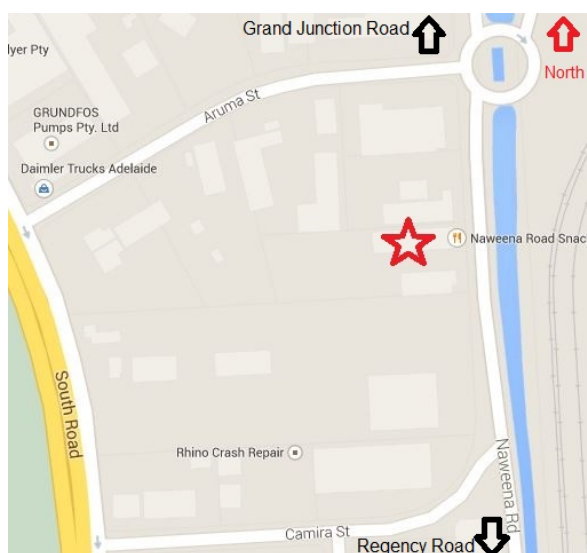 Grand Junction Road
North
lyer Pty
Aruma St
GRUNDFOS
Pumps Pty. Ltd
Daimler Trucks Adelaide
Naweena Road Snac
South Road
Rhino Crash Repair
Naweena Rd
Camira St
Regency Road